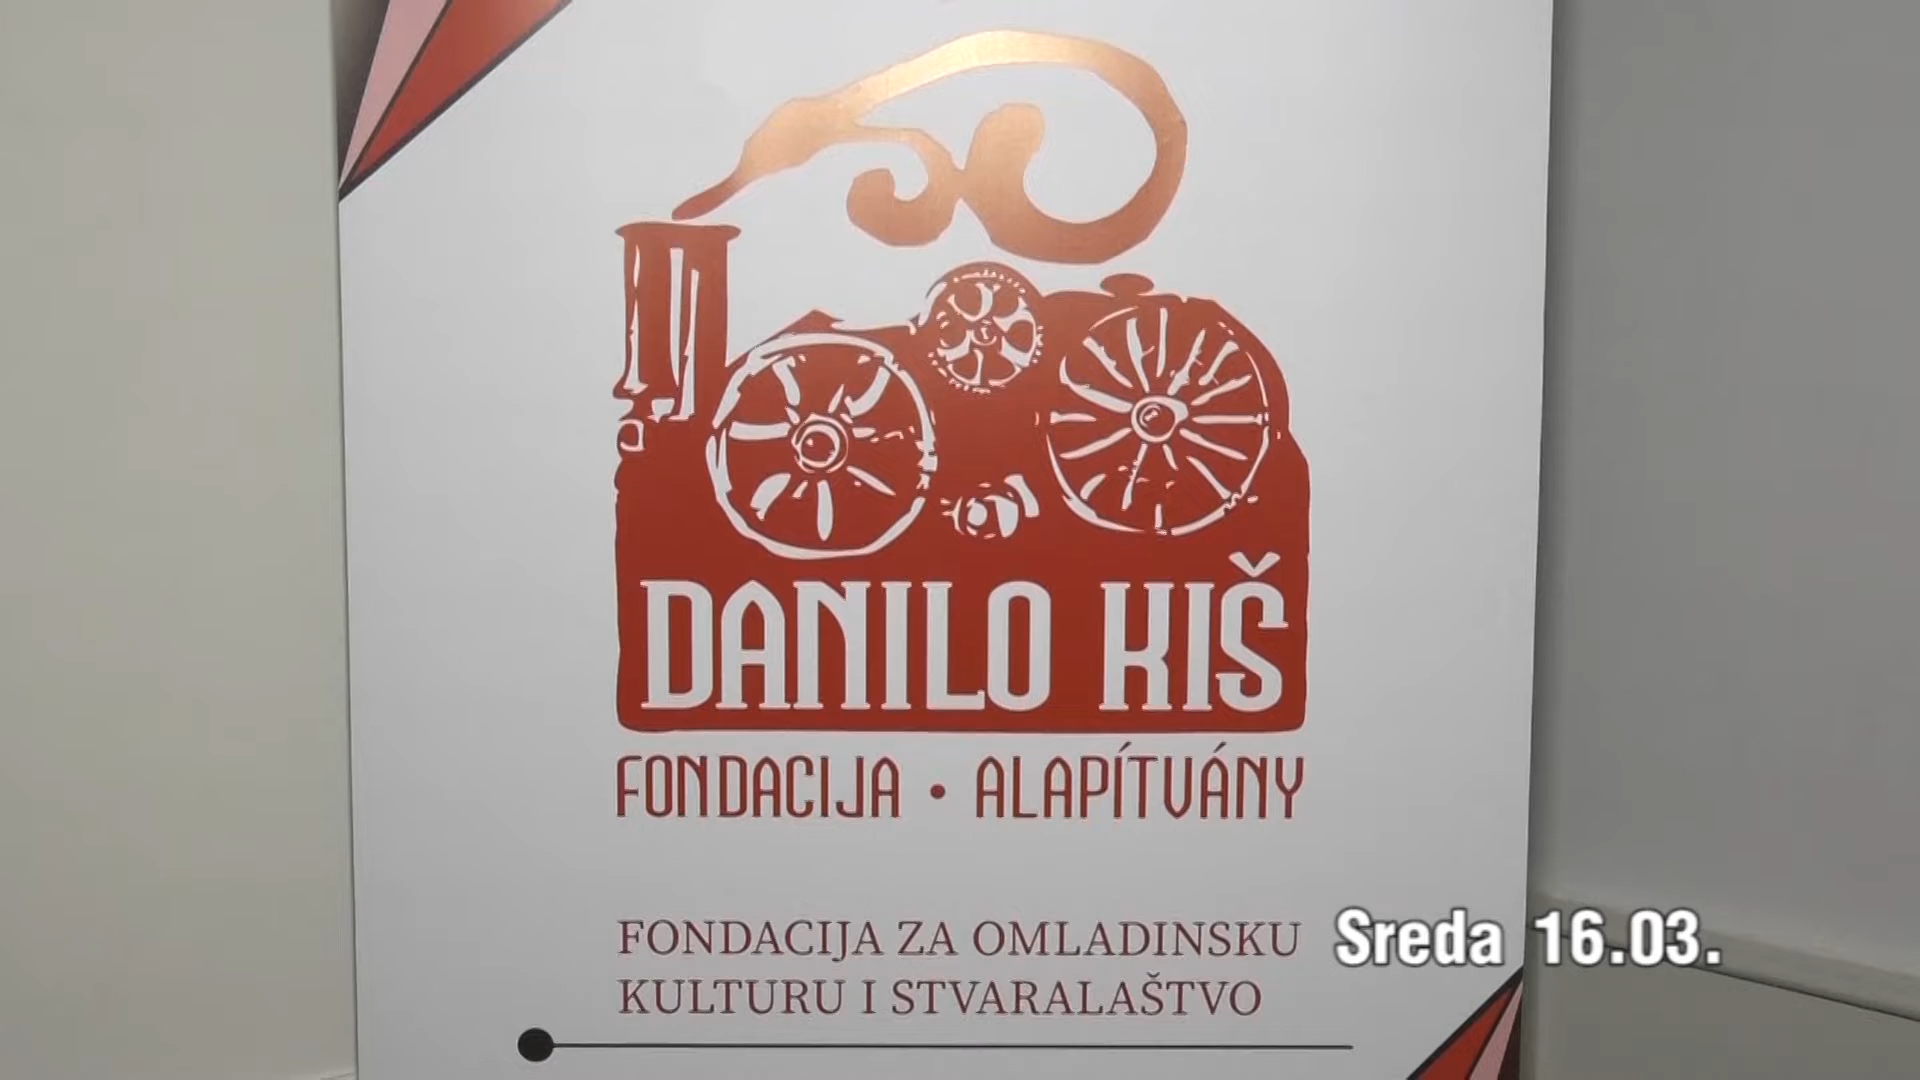 DANILO KIŠ
FONDACIJA • ALAPÍTVÁNY
FONDACIJA ZA OMLADINSKU
KULTURU I STVARALAŠTVO
Sreda 16.03.